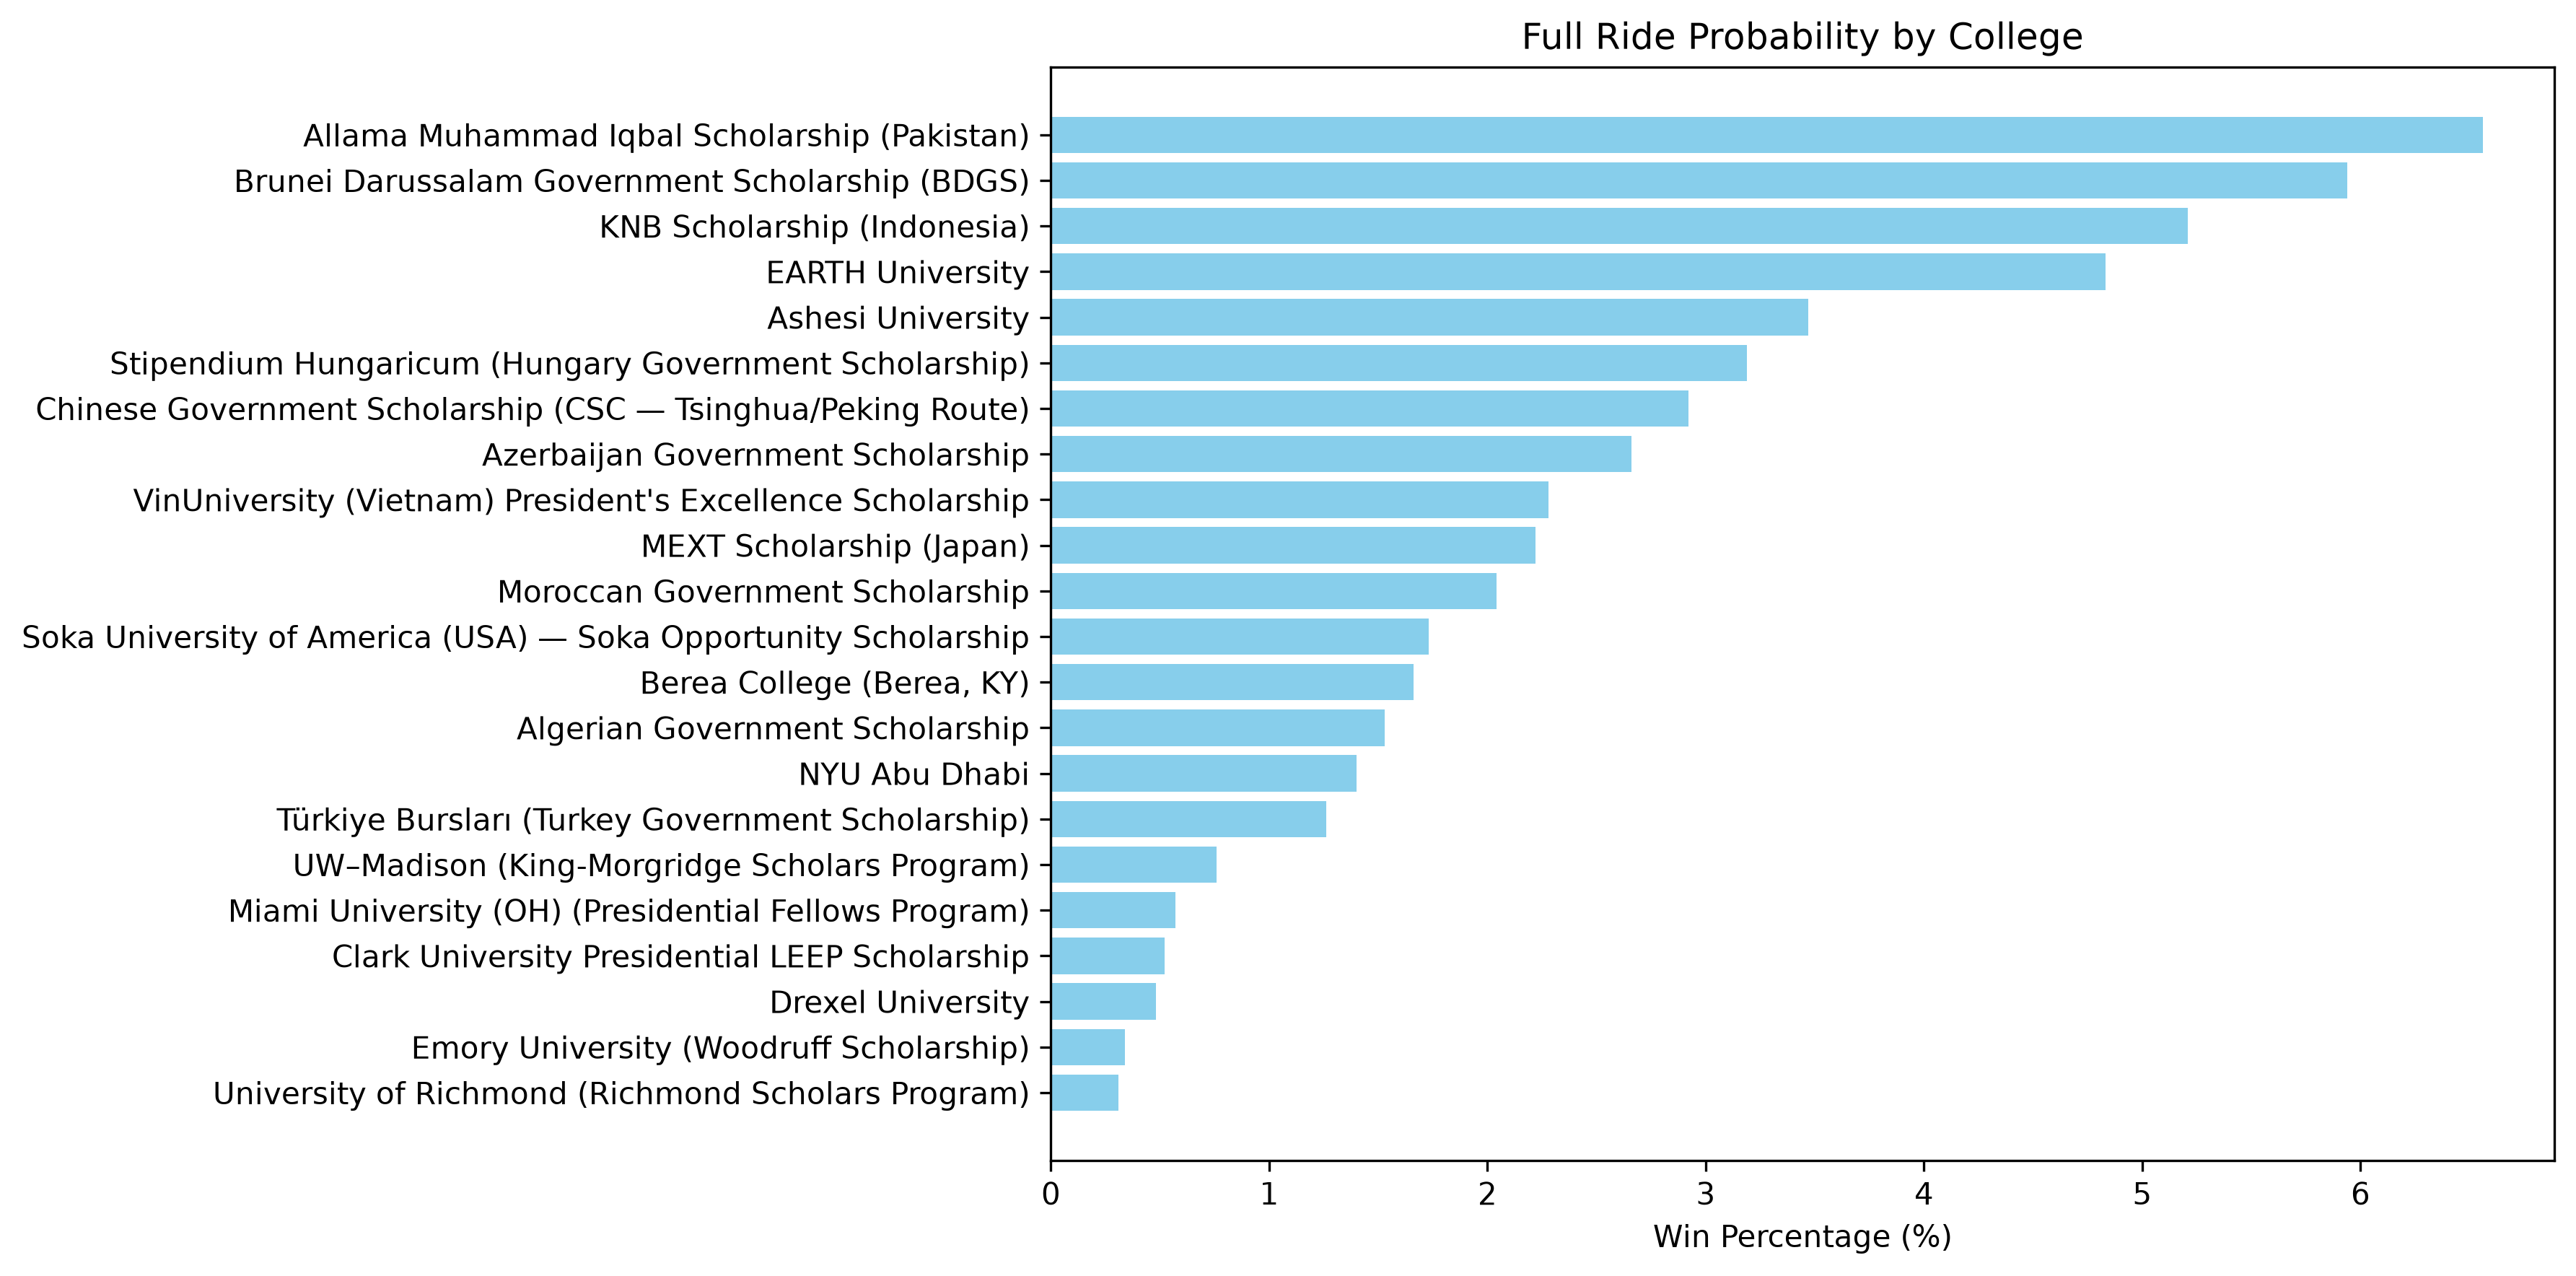 Full Ride Probability by College
Allama Muhammad Iqbal Scholarship (Pakistan)
Brunei Darussalam Government Scholarship (BDGS)
KNB Scholarship (Indonesia)
EARTH University
Ashesi University
Stipendium Hungaricum (Hungary Government Scholarship)
Chinese Government Scholarship (CSC — Tsinghua/Peking Route)
Azerbaijan Government Scholarship
VinUniversity (Vietnam) President's Excellence Scholarship
MEXT Scholarship (Japan)
Moroccan Government Scholarship
Soka University of America (USA) — Soka Opportunity Scholarship
Berea College (Berea, KY)
Algerian Government Scholarship
NYU Abu Dhabi
Türkiye Bursları (Turkey Government Scholarship)
UW–Madison (King-Morgridge Scholars Program)
Miami University (OH) (Presidential Fellows Program)
Clark University Presidential LEEP Scholarship
Drexel University
Emory University (Woodruff Scholarship)
University of Richmond (Richmond Scholars Program)
0 1 2 3 4 5 6
Win Percentage (%)